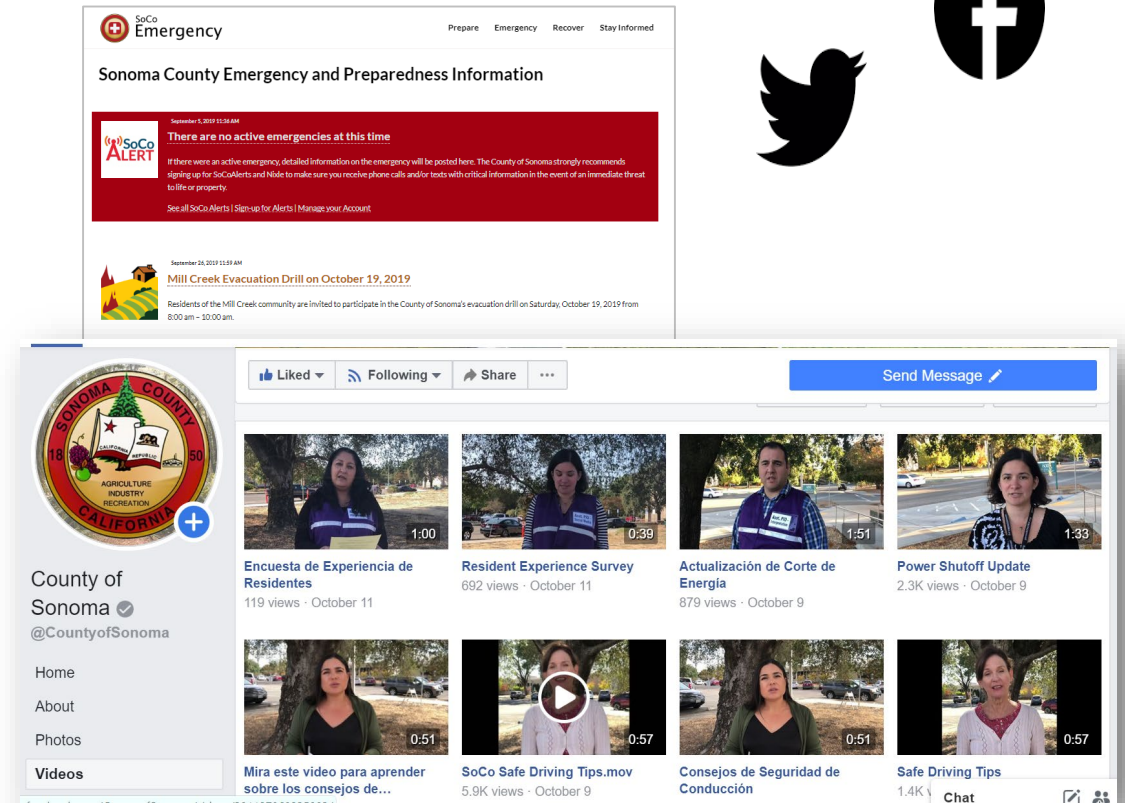 SoCo
Emergency
Prepare Emergency Recover Stay Informed
Sonoma County Emergency and Preparedness Information
September 5, 2019 11:36 AM
SoCo
ALERT
There are no active emergencies at this time
If there were an active emergency, detailed information on the emergency will be posted here. The County of Sonoma strongly recommends
signing up for SoCoAlerts and Nixle to make sure you receive phone calls and/or texts with critical information in the event of an immediate threat
to life or property.
See all SoCo Alerts | Sign-up for Alerts | Manage your Account
September 26, 2019 11:59 AM
Mill Creek Evacuation Drill on October 19, 2019
Residents of the Mill Creek community are invited to participate in the County of Sonoma's evacuation drill on Saturday, October 19, 2019 from
8:00 am – 10:00 am.
SONOMA COUNTY
18 50
CALIFORNIA REPUBLIC
AGRICULTURE
INDUSTRY
RECREATION
CALIFORNIA
County of
Sonoma
@CountyofSonoma
Home
About
Photos
Videos
Liked Following Share ...
Send Message
1:00
Encuesta de Experiencia de
Residentes
119 views · October 11
0:39
Resident Experience Survey
692 views · October 11
1:51
Actualización de Corte de
Energía
879 views · October 9
1:33
Power Shutoff Update
2.3K views · October 9
0:51
Mira este video para aprender
sobre los consejos de...
0:57
SoCo Safe Driving Tips.mov
5.9K views · October 9
0:51
Consejos de Seguridad de
Conducción
0:57
Safe Driving Tips
1.4K
Chat